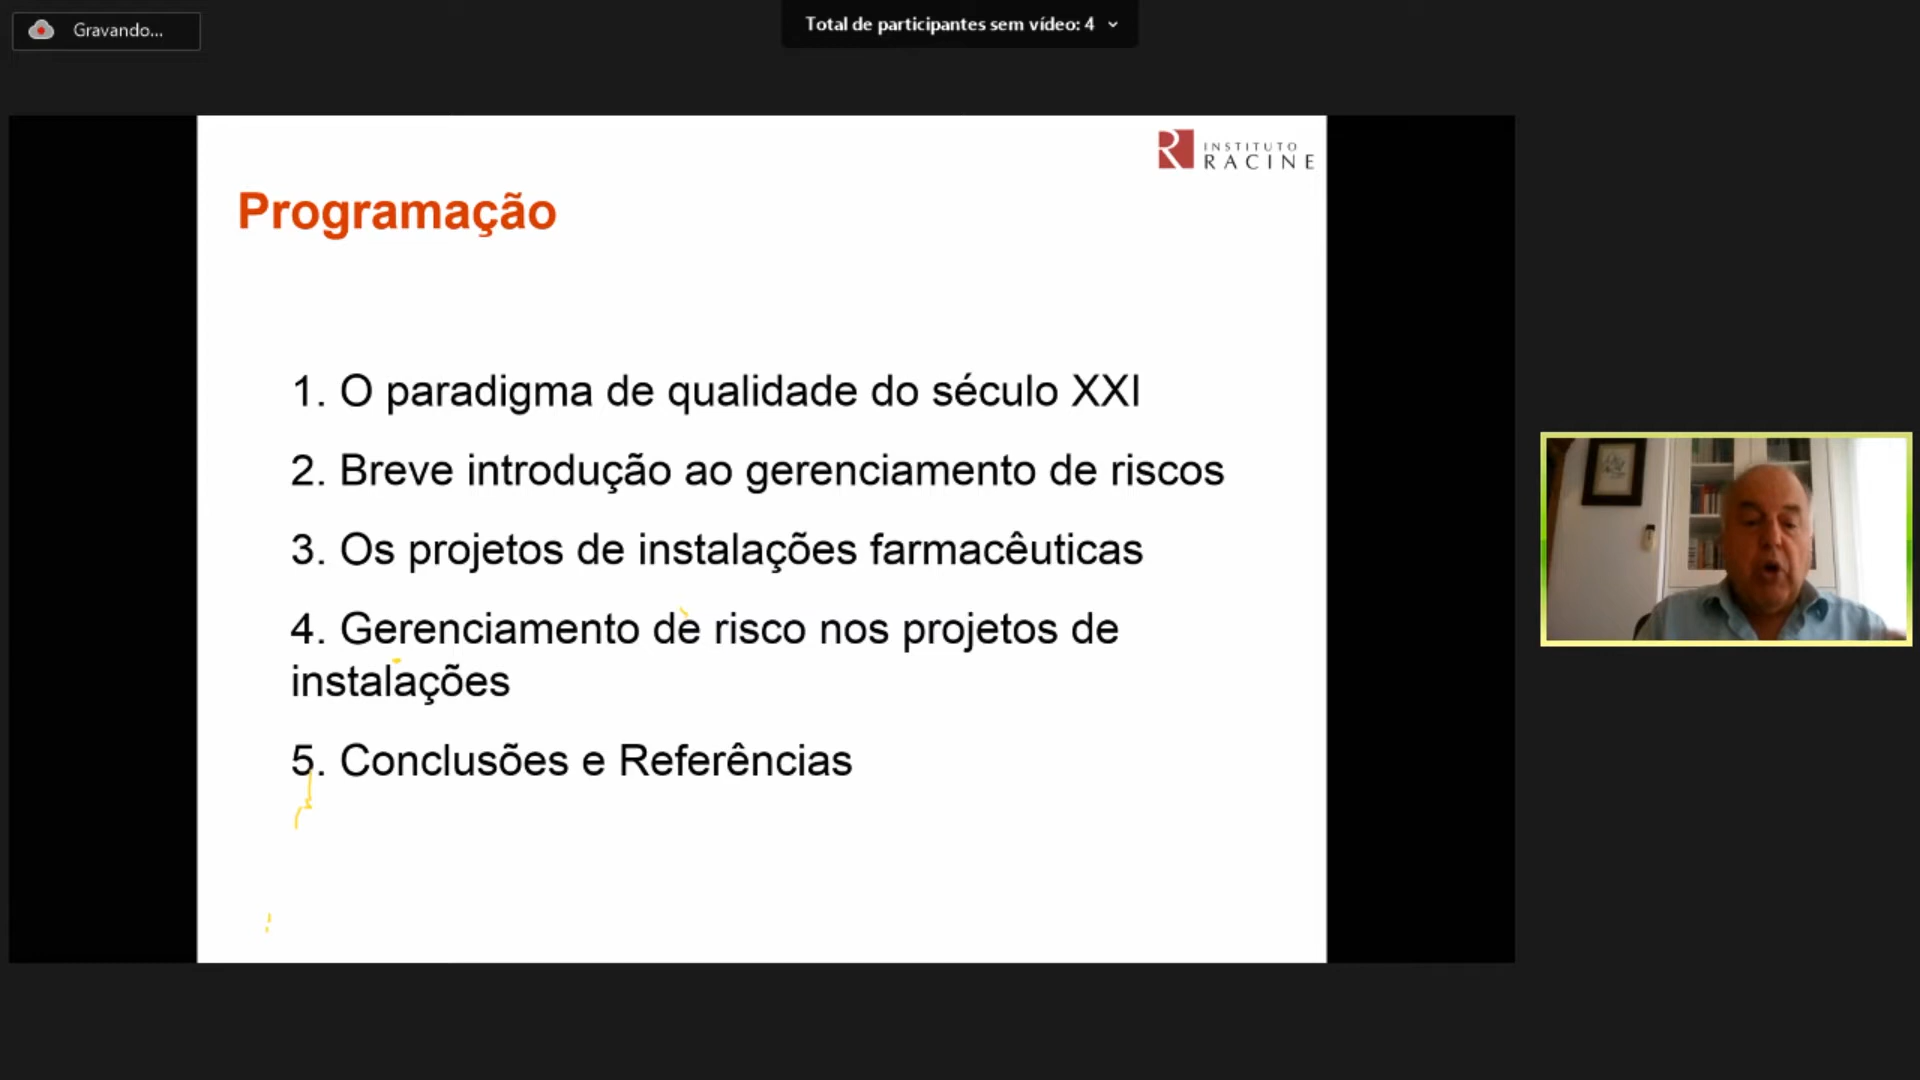 Gravando...
Total de participantes sem vídeo: 4
INSTITUTO
RACINE
Programação
1. O paradigma de qualidade do século XXI
2. Breve introdução ao gerenciamento de riscos
3. Os projetos de instalações farmacêuticas
4. Gerenciamento de risco nos projetos de
instalações
5. Conclusões e Referências